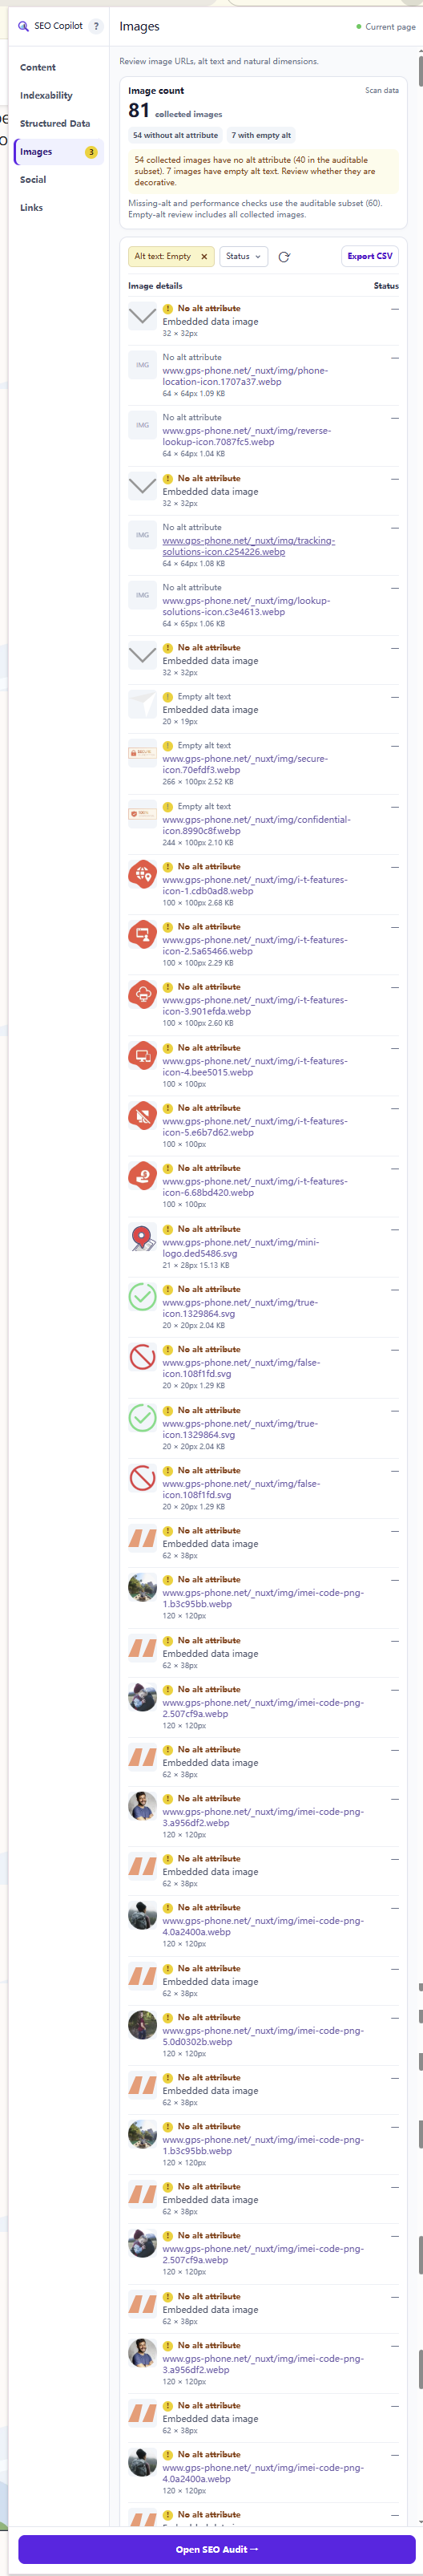 SEO Copilot ?
Images
Current page
Content
Indexability
Structured Data
Images 3
Social
Links
Review image URLs, alt text and natural dimensions.
Image count
Scan data
81 collected images
54 without alt attribute
7 with empty alt
54 collected images have no alt attribute (40 in the auditable
subset). 7 images have empty alt text. Review whether they are
decorative.
Missing-alt and performance checks use the auditable subset (60).
Empty-alt review includes all collected images.
Alt text: Empty ×
Status
Export CSV
Image details
Status
No alt attribute —
Embedded data image
32 × 32px
No alt attribute —
IMG
www.gps-phone.net/_nuxt/img/phone-
location-icon.1707a37.webp
64 × 64px 1.09 KB
No alt attribute —
IMG
www.gps-phone.net/_nuxt/img/reverse-
lookup-icon.7087fc5.webp
64 × 64px 1.04 KB
No alt attribute —
Embedded data image
32 × 32px
No alt attribute —
IMG
www.gps-phone.net/_nuxt/img/tracking-
solutions-icon.c254226.webp
64 × 64px 1.08 KB
No alt attribute —
IMG
www.gps-phone.net/_nuxt/img/lookup-
solutions-icon.c3e4613.webp
64 × 65px 1.06 KB
No alt attribute —
Embedded data image
32 × 32px
Empty alt text —
Embedded data image
20 × 19px
Empty alt text —
www.gps-phone.net/_nuxt/img/secure-
icon.70efdf3.webp
266 × 100px 2.52 KB
Empty alt text —
www.gps-phone.net/_nuxt/img/confidential-
icon.8990c8f.webp
244 × 100px 2.10 KB
No alt attribute —
www.gps-phone.net/_nuxt/img/i-t-features-
icon-1.cdb0ad8.webp
100 × 100px 2.68 KB
No alt attribute —
www.gps-phone.net/_nuxt/img/i-t-features-
icon-2.5a65466.webp
100 × 100px 2.29 KB
No alt attribute —
www.gps-phone.net/_nuxt/img/i-t-features-
icon-3.901efda.webp
100 × 100px 2.60 KB
No alt attribute —
www.gps-phone.net/_nuxt/img/i-t-features-
icon-4.bee5015.webp
100 × 100px
No alt attribute —
www.gps-phone.net/_nuxt/img/i-t-features-
icon-5.e6b7d62.webp
100 × 100px
No alt attribute —
www.gps-phone.net/_nuxt/img/i-t-features-
icon-6.68bd420.webp
100 × 100px
No alt attribute —
www.gps-phone.net/_nuxt/img/mini-
logo.ded5486.svg
21 × 28px 15.13 KB
No alt attribute —
www.gps-phone.net/_nuxt/img/true-
icon.1329864.svg
20 × 20px 2.04 KB
No alt attribute —
www.gps-phone.net/_nuxt/img/false-
icon.108f1fd.svg
20 × 20px 1.29 KB
No alt attribute —
www.gps-phone.net/_nuxt/img/true-
icon.1329864.svg
20 × 20px 2.04 KB
No alt attribute —
www.gps-phone.net/_nuxt/img/false-
icon.108f1fd.svg
20 × 20px 1.29 KB
No alt attribute —
Embedded data image
62 × 38px
No alt attribute —
www.gps-phone.net/_nuxt/img/imei-code-png-
1.b3c95bb.webp
120 × 120px
No alt attribute —
Embedded data image
62 × 38px
No alt attribute —
www.gps-phone.net/_nuxt/img/imei-code-png-
2.507cf9a.webp
120 × 120px
No alt attribute —
Embedded data image
62 × 38px
No alt attribute —
www.gps-phone.net/_nuxt/img/imei-code-png-
3.a956df2.webp
120 × 120px
No alt attribute —
Embedded data image
62 × 38px
No alt attribute —
www.gps-phone.net/_nuxt/img/imei-code-png-
4.0a2400a.webp
120 × 120px
No alt attribute —
Embedded data image
62 × 38px
No alt attribute —
www.gps-phone.net/_nuxt/img/imei-code-png-
5.0d0302b.webp
120 × 120px
No alt attribute —
Embedded data image
62 × 38px
No alt attribute —
www.gps-phone.net/_nuxt/img/imei-code-png-
1.b3c95bb.webp
120 × 120px
No alt attribute —
Embedded data image
62 × 38px
No alt attribute —
www.gps-phone.net/_nuxt/img/imei-code-png-
2.507cf9a.webp
120 × 120px
No alt attribute —
Embedded data image
62 × 38px
No alt attribute —
www.gps-phone.net/_nuxt/img/imei-code-png-
3.a956df2.webp
120 × 120px
No alt attribute —
Embedded data image
62 × 38px
No alt attribute —
www.gps-phone.net/_nuxt/img/imei-code-png-
4.0a2400a.webp
120 × 120px
No alt attribute —
Open SEO Audit →